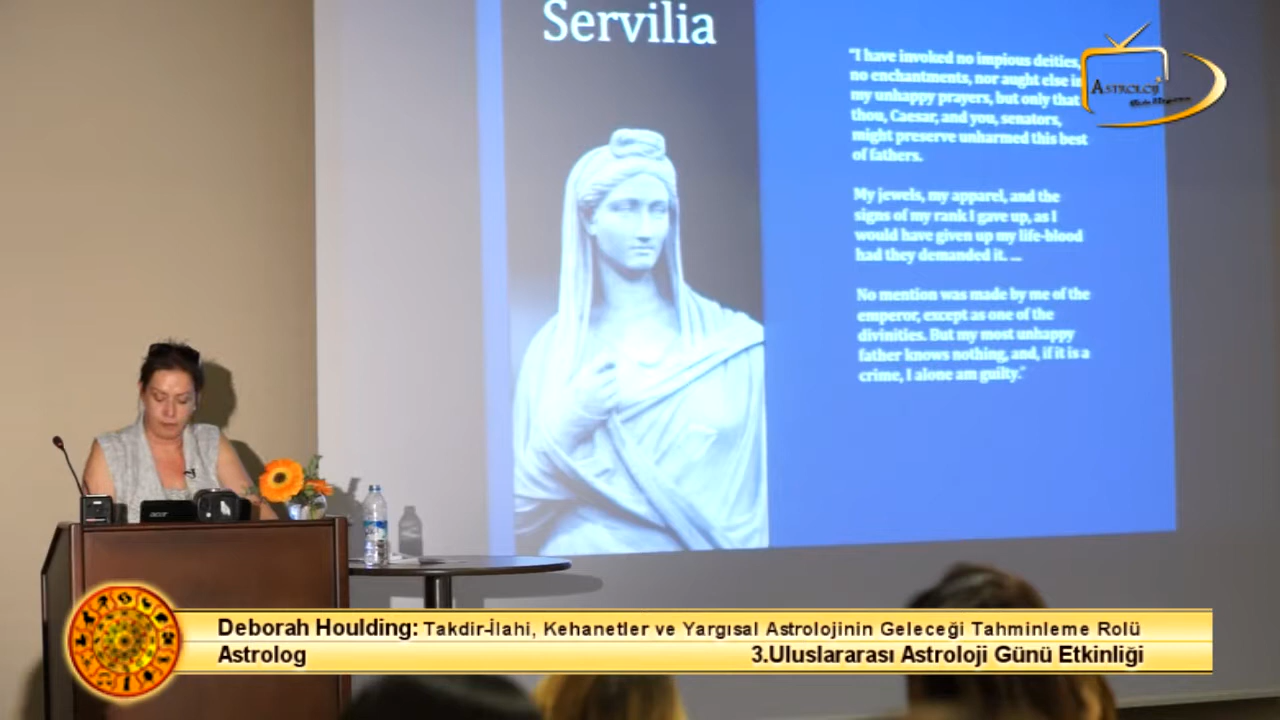 Servilia
"I have invoked no impious deities,
no enchantments, nor aught else in
my unhappy prayers, but only that
thou, Caesar, and you, senators,
might preserve unharmed this best
of fathers.
My jewels, my apparel, and the
signs of my rank I gave up, as I
would have given up my life-blood
had they demanded it. ...
No mention was made by me of the
emperor, except as one of the
divinities. But my most unhappy
father knows nothing, and, if it is a
crime, I alone am guilty."
ASTROLOJİ
acer
Deborah Houlding: Takdir-İlahi, Kehanetler ve Yargısal Astrolojinin Geleceği Tahminleme Rolü
Astrolog
3.Uluslararası Astroloji Günü Etkinliği